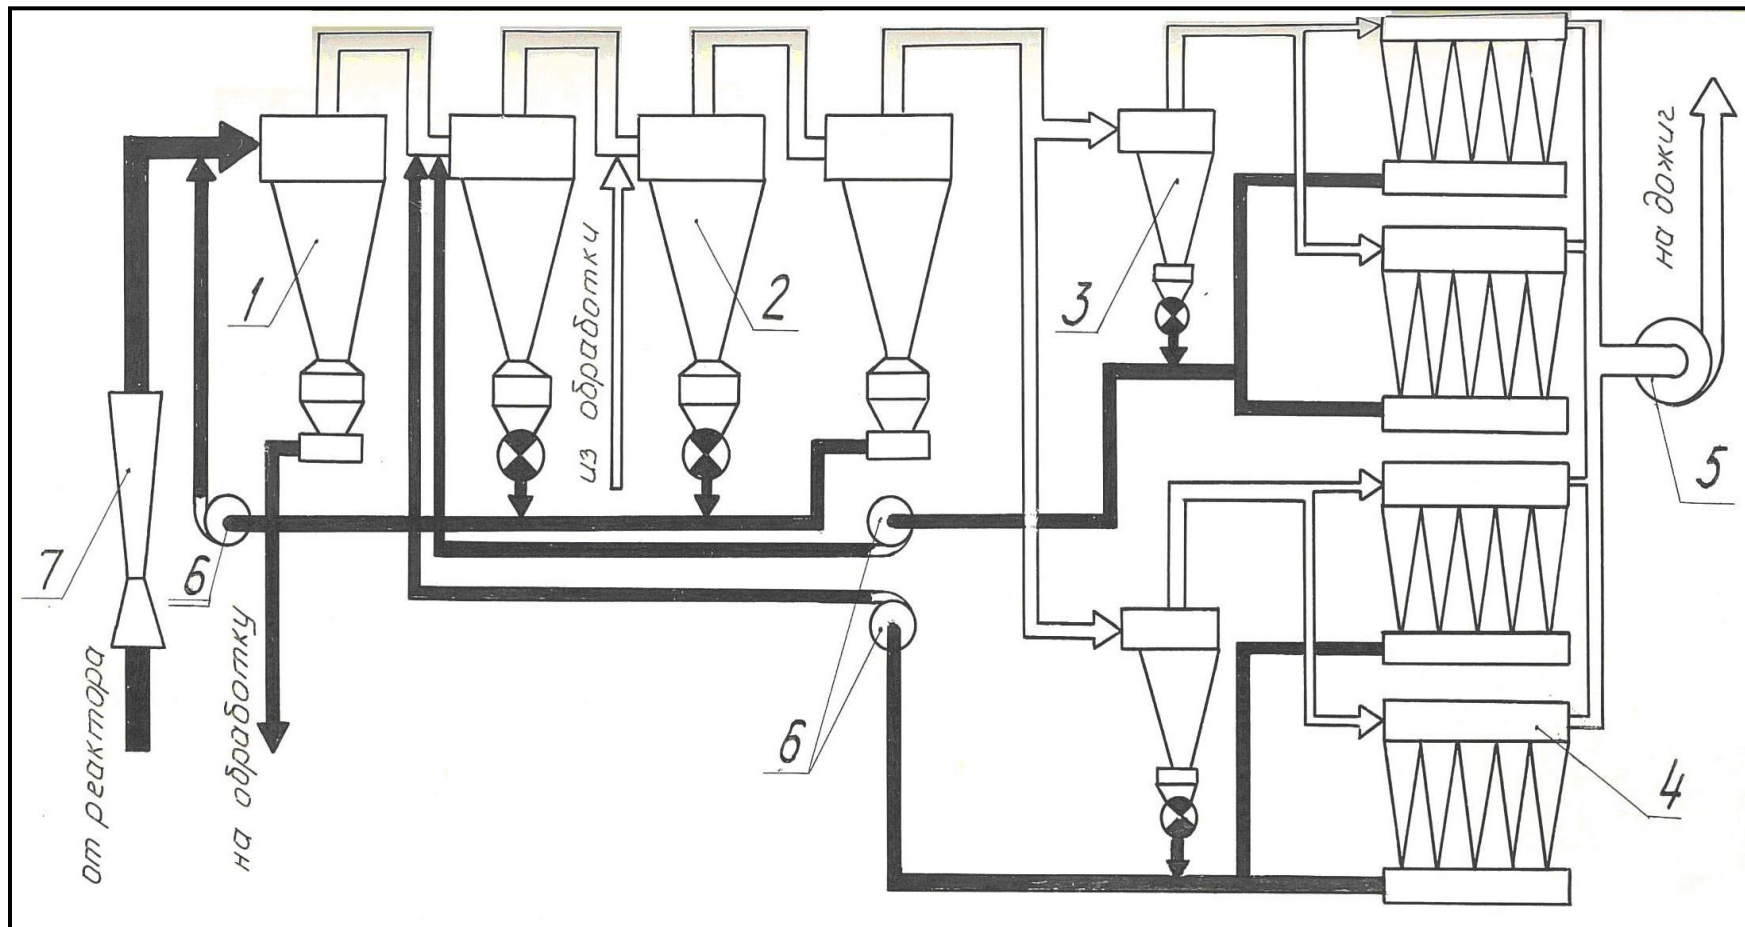 1
2
3
4
5
6
6
7
от реактора
на обработку
из обработки
на дожиг